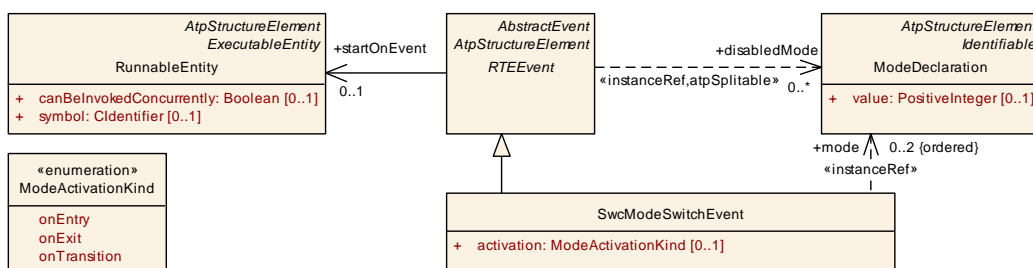 AtpStructureElement
ExecutableEntity
RunnableEntity
+ canBeInvokedConcurrently: Boolean [0..1]
+ symbol: CIdentifier [0..1]
+startOnEvent
0..1
AbstractEvent
AtpStructureElement
RTEEvent
+disabledMode
«instanceRef,atpSplitable»
0..*
AtpStructureElement
Identifiable
ModeDeclaration
+ value: PositiveInteger [0..1]
+mode
0..2 {ordered}
«instanceRef»
«enumeration»
ModeActivationKind
onEntry
onExit
onTransition
SwcModeSwitchEvent
+ activation: ModeActivationKind [0..1]